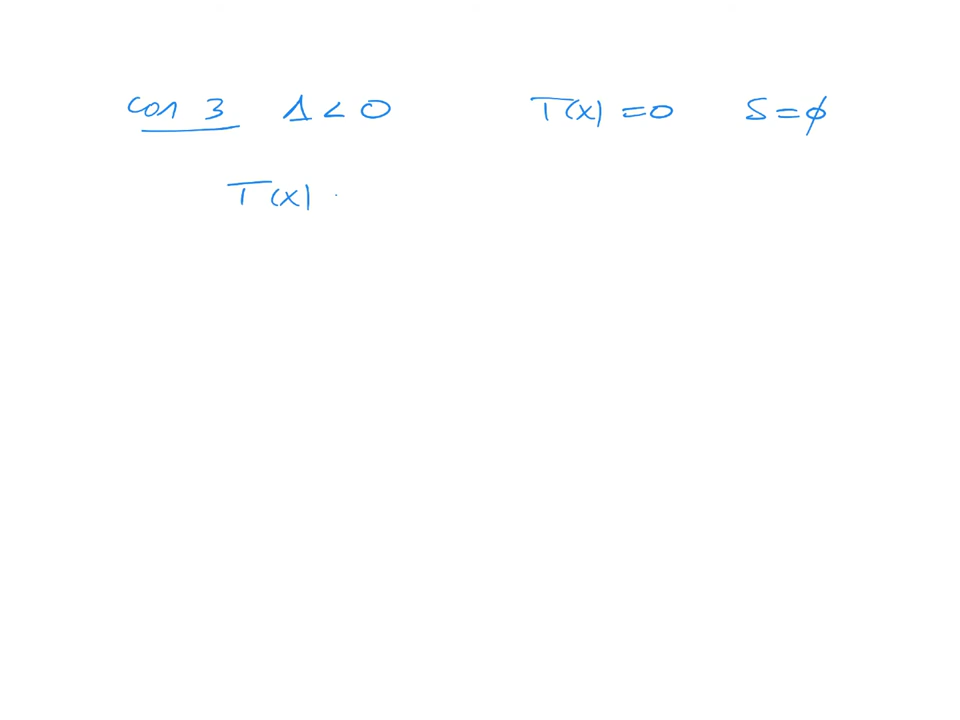 cas 3 Δ < 0 T(x) = 0 S = ϕ
T(x)